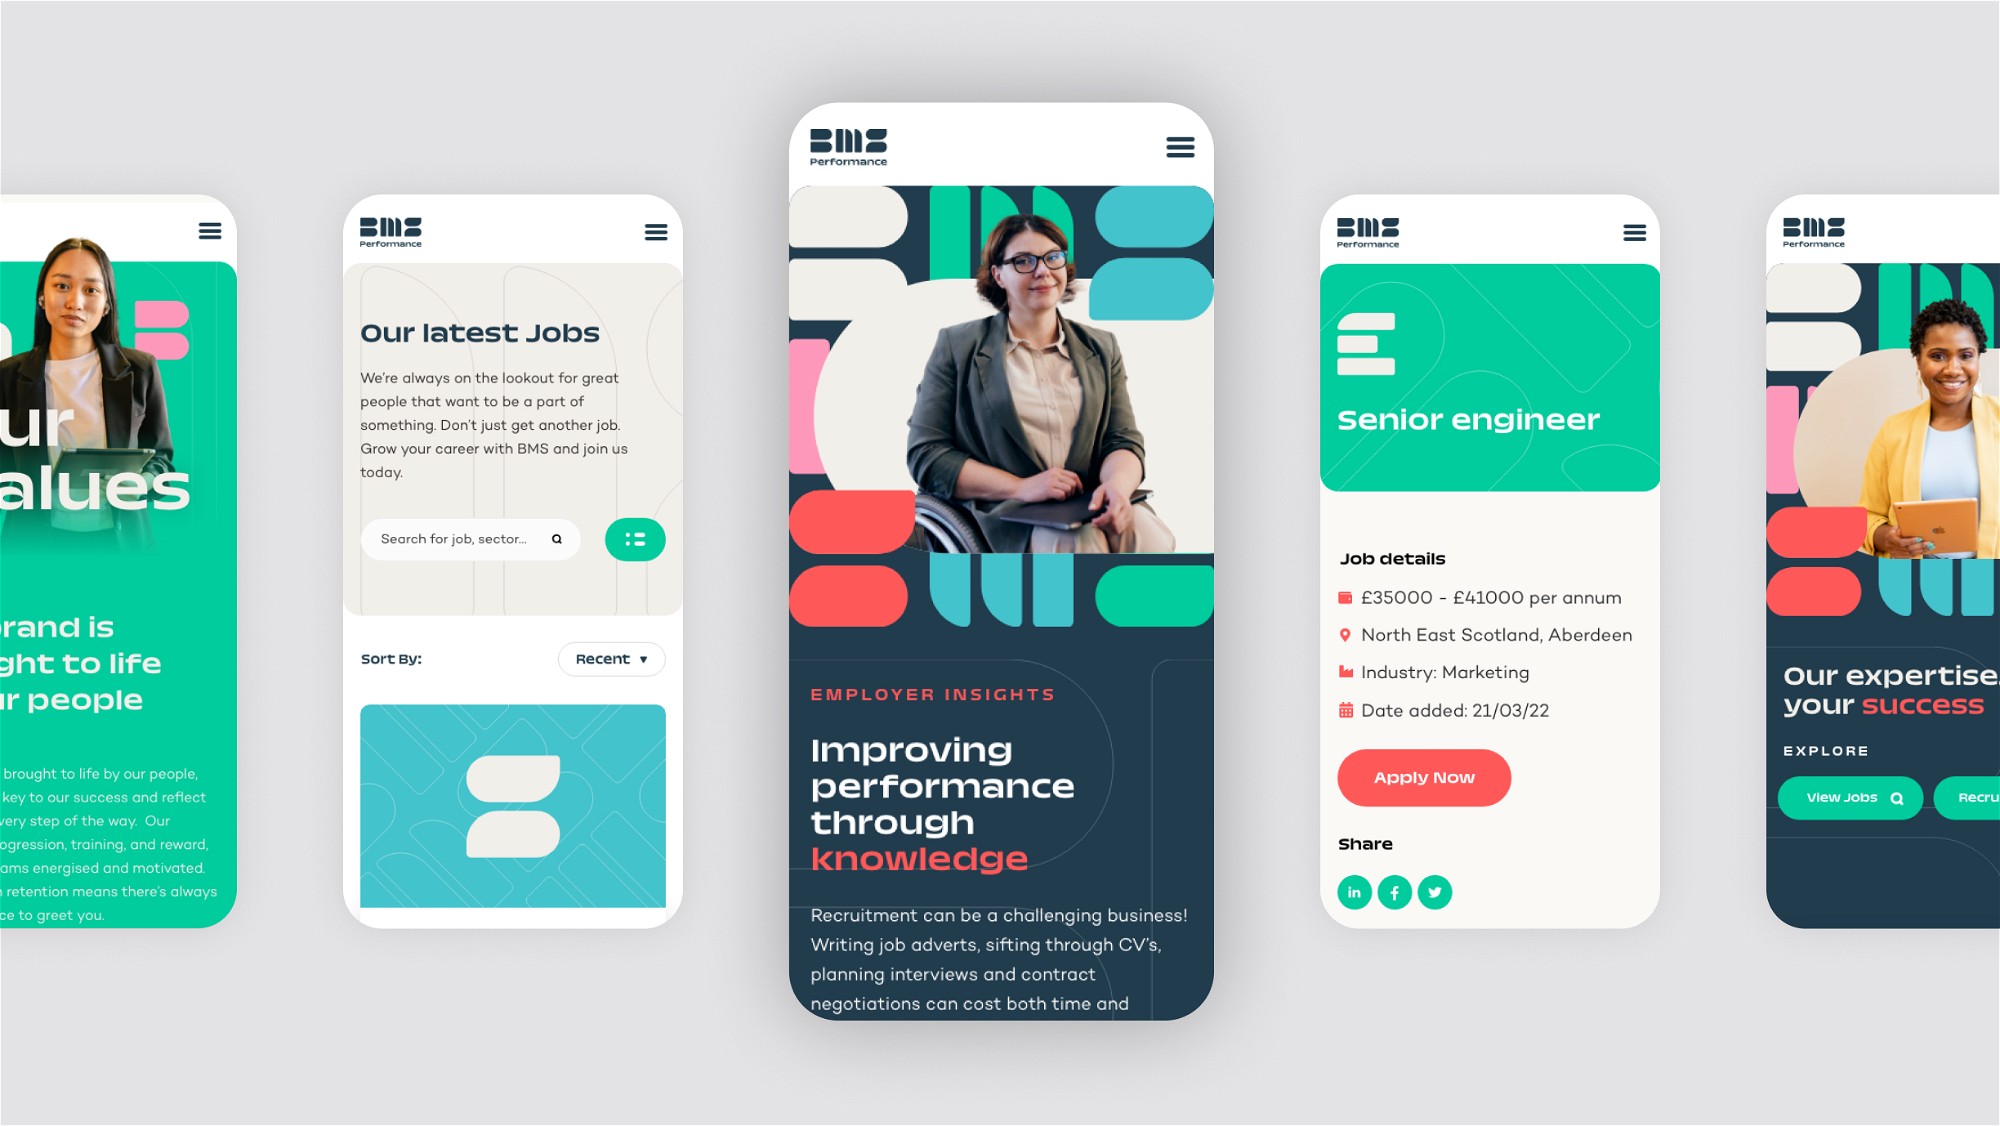 ur
alues
brand is
ght to life
ur people
brought to life by our people,
key to our success and reflect
very step of the way. Our
ogression, training, and reward,
ams energised and motivated.
retention means there's always
ce to greet you.
BMS
Performance
Our latest Jobs
We're always on the lookout for great
people that want to be a part of
something. Don't just get another job.
Grow your career with BMS and join us
today.
Search for job, sector...
Sort By:
Recent
BMS
Performance
EMPLOYER INSIGHTS
Improving
performance
through
knowledge
Recruitment can be a challenging business!
Writing job adverts, sifting through CV's,
planning interviews and contract
negotiations can cost both time and
BMS
Performance
E
Senior engineer
Job details
£35000 - £41000 per annum
North East Scotland, Aberdeen
Industry: Marketing
Date added: 21/03/22
Apply Now
Share
BMS
Performance
Our expertise.
your success
EXPLORE
View Jobs
Recru